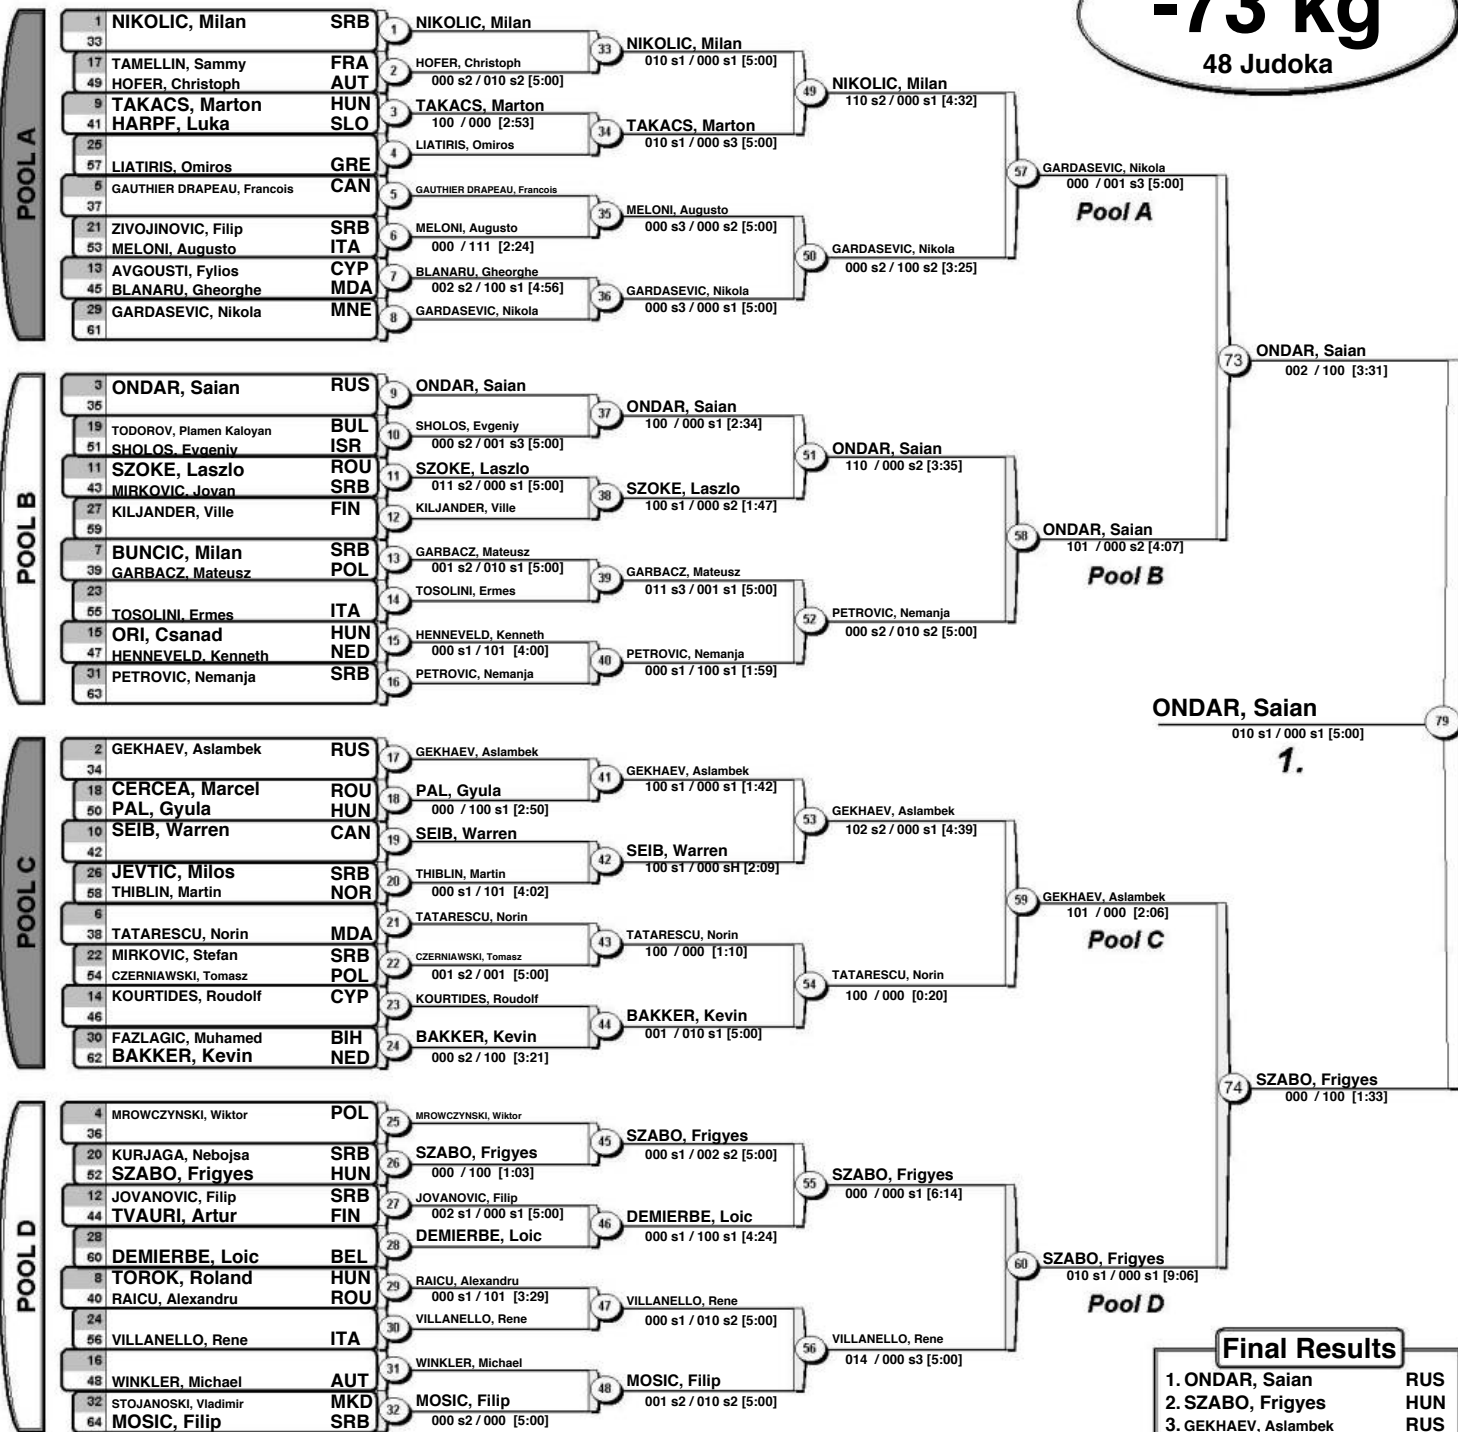 -73 kg
48 Judoka
POOL A
1 NIKOLIC, Milan SRB
33
17 TAMELLIN, Sammy FRA
49 HOFER, Christoph AUT
9 TAKACS, Marton HUN
41 HARPF, Luka SLO
25
57 LIATIRIS, Omiros GRE
5 GAUTHIER DRAPEAU, Francois CAN
37
21 ZIVOJINOVIC, Filip SRB
53 MELONI, Augusto ITA
13 AVGOUSTI, Fylios CYP
45 BLANARU, Gheorghe MDA
29 GARDASEVIC, Nikola MNE
61
1 NIKOLIC, Milan
2 HOFER, Christoph
000 s2 / 010 s2 [5:00]
3 TAKACS, Marton
100 / 000 [2:53]
4 LIATIRIS, Omiros
5 GAUTHIER DRAPEAU, Francois
6 MELONI, Augusto
000 / 111 [2:24]
7 BLANARU, Gheorghe
002 s2 / 100 s1 [4:56]
8 GARDASEVIC, Nikola
33 NIKOLIC, Milan
010 s1 / 000 s1 [5:00]
34 TAKACS, Marton
010 s1 / 000 s3 [5:00]
35 MELONI, Augusto
000 s3 / 000 s2 [5:00]
36 GARDASEVIC, Nikola
000 s3 / 000 s1 [5:00]
49 NIKOLIC, Milan
110 s2 / 000 s1 [4:32]
50 GARDASEVIC, Nikola
000 s2 / 100 s2 [3:25]
57 GARDASEVIC, Nikola
000 / 001 s3 [5:00]
Pool A
POOL B
3 ONDAR, Saian RUS
35
19 TODOROV, Plamen Kaloyan BUL
51 SHOLOS, Evgeniy ISR
11 SZOKE, Laszlo ROU
43 MIRKOVIC, Jovan SRB
27 KILJANDER, Ville FIN
59
7 BUNCIC, Milan SRB
39 GARBACZ, Mateusz POL
23
55 TOSOLINI, Ermes ITA
15 ORI, Csanad HUN
47 HENNEVELD, Kenneth NED
31 PETROVIC, Nemanja SRB
63
9 ONDAR, Saian
10 SHOLOS, Evgeniy
000 s2 / 001 s3 [5:00]
11 SZOKE, Laszlo
011 s2 / 000 s1 [5:00]
12 KILJANDER, Ville
13 GARBACZ, Mateusz
001 s2 / 010 s1 [5:00]
14 TOSOLINI, Ermes
15 HENNEVELD, Kenneth
000 s1 / 101 [4:00]
16 PETROVIC, Nemanja
37 ONDAR, Saian
100 / 000 s1 [2:34]
38 SZOKE, Laszlo
100 s1 / 000 s2 [1:47]
39 GARBACZ, Mateusz
011 s3 / 001 s1 [5:00]
40 PETROVIC, Nemanja
000 s1 / 100 s1 [1:59]
51 ONDAR, Saian
110 / 000 s2 [3:35]
52 PETROVIC, Nemanja
000 s2 / 010 s2 [5:00]
58 ONDAR, Saian
101 / 000 s2 [4:07]
Pool B
73 ONDAR, Saian
002 / 100 [3:31]
ONDAR, Saian 79
010 s1 / 000 s1 [5:00]
1.
POOL C
2 GEKHAEV, Aslambek RUS
34
18 CERCEA, Marcel ROU
50 PAL, Gyula HUN
10 SEIB, Warren CAN
42
26 JEVTIC, Milos SRB
58 THIBLIN, Martin NOR
6
38 TATARESCU, Norin MDA
22 MIRKOVIC, Stefan SRB
54 CZERNIAWSKI, Tomasz POL
14 KOURTIDES, Roudolf CYP
46
30 FAZLAGIC, Muhamed BIH
62 BAKKER, Kevin NED
17 GEKHAEV, Aslambek
18 PAL, Gyula
000 / 100 s1 [2:50]
19 SEIB, Warren
20 THIBLIN, Martin
000 s1 / 101 [4:02]
21 TATARESCU, Norin
22 CZERNIAWSKI, Tomasz
001 s2 / 001 [5:00]
23 KOURTIDES, Roudolf
24 BAKKER, Kevin
000 s2 / 100 [3:21]
41 GEKHAEV, Aslambek
100 s1 / 000 s1 [1:42]
42 SEIB, Warren
100 s1 / 000 sH [2:09]
43 TATARESCU, Norin
100 / 000 [1:10]
44 BAKKER, Kevin
001 / 010 s1 [5:00]
53 GEKHAEV, Aslambek
102 s2 / 000 s1 [4:39]
54 TATARESCU, Norin
100 / 000 [0:20]
59 GEKHAEV, Aslambek
101 / 000 [2:06]
Pool C
74 SZABO, Frigyes
000 / 100 [1:33]
POOL D
4 MROWCZYNSKI, Wiktor POL
36
20 KURJAGA, Nebojsa SRB
52 SZABO, Frigyes HUN
12 JOVANOVIC, Filip SRB
44 TVAURI, Artur FIN
28
60 DEMIERBE, Loic BEL
8 TOROK, Roland HUN
40 RAICU, Alexandru ROU
24
56 VILLANELLO, Rene ITA
16
48 WINKLER, Michael AUT
32 STOJANOSKI, Vladimir MKD
64 MOSIC, Filip SRB
25 MROWCZYNSKI, Wiktor
26 SZABO, Frigyes
000 / 100 [1:03]
27 JOVANOVIC, Filip
002 s1 / 000 s1 [5:00]
28 DEMIERBE, Loic
29 RAICU, Alexandru
000 s1 / 101 [3:29]
30 VILLANELLO, Rene
31 WINKLER, Michael
32 MOSIC, Filip
000 s2 / 000 [5:00]
45 SZABO, Frigyes
000 s1 / 002 s2 [5:00]
46 DEMIERBE, Loic
000 s1 / 100 s1 [4:24]
47 VILLANELLO, Rene
000 s1 / 010 s2 [5:00]
48 MOSIC, Filip
001 s2 / 010 s2 [5:00]
55 SZABO, Frigyes
000 / 000 s1 [6:14]
56 VILLANELLO, Rene
014 / 000 s3 [5:00]
60 SZABO, Frigyes
010 s1 / 000 s1 [9:06]
Pool D
Final Results
1. ONDAR, Saian RUS
2. SZABO, Frigyes HUN
3. GEKHAEV, Aslambek RUS